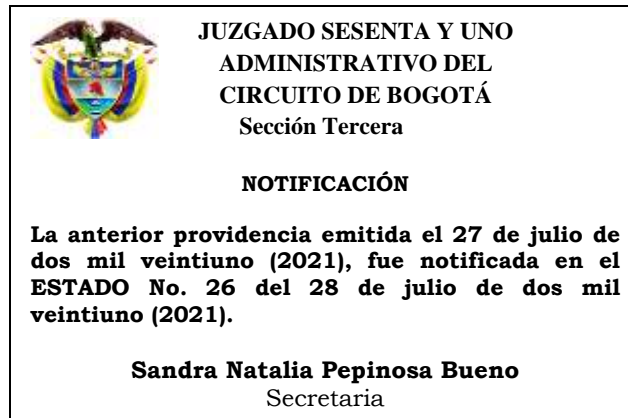 JUZGADO SESENTA Y UNO
ADMINISTRATIVO DEL
CIRCUITO DE BOGOTÁ
Sección Tercera
NOTIFICACIÓN
La anterior providencia emitida el 27 de julio de
dos mil veintiuno (2021), fue notificada en el
ESTADO No. 26 del 28 de julio de dos mil
veintiuno (2021).
Sandra Natalia Pepinosa Bueno
Secretaria